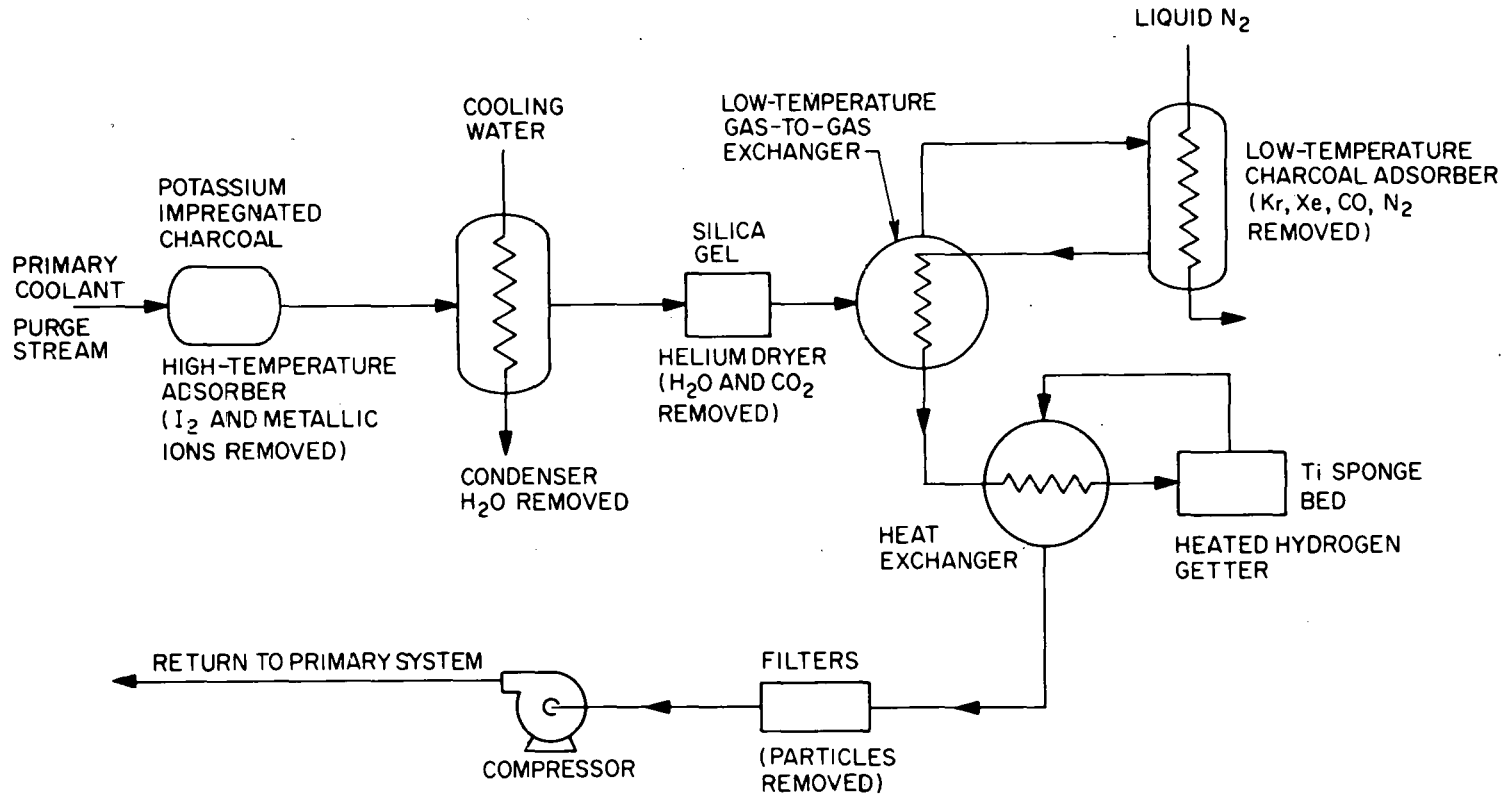 LIQUID N2
COOLING
WATER
LOW-TEMPERATURE
GAS-TO-GAS
EXCHANGER
LOW-TEMPERATURE
CHARCOAL ADSORBER
(Kr, Xe, CO, N2
REMOVED)
POTASSIUM
IMPREGNATED
CHARCOAL
SILICA
GEL
PRIMARY
COOLANT
PURGE
STREAM
HIGH-TEMPERATURE
ADSORBER
(I2 AND METALLIC
IONS REMOVED)
HELIUM DRYER
(H2O AND CO2
REMOVED)
CONDENSER
H2O REMOVED
Ti SPONGE
BED
HEAT
EXCHANGER
HEATED HYDROGEN
GETTER
RETURN TO PRIMARY SYSTEM
FILTERS
COMPRESSOR
(PARTICLES
REMOVED)